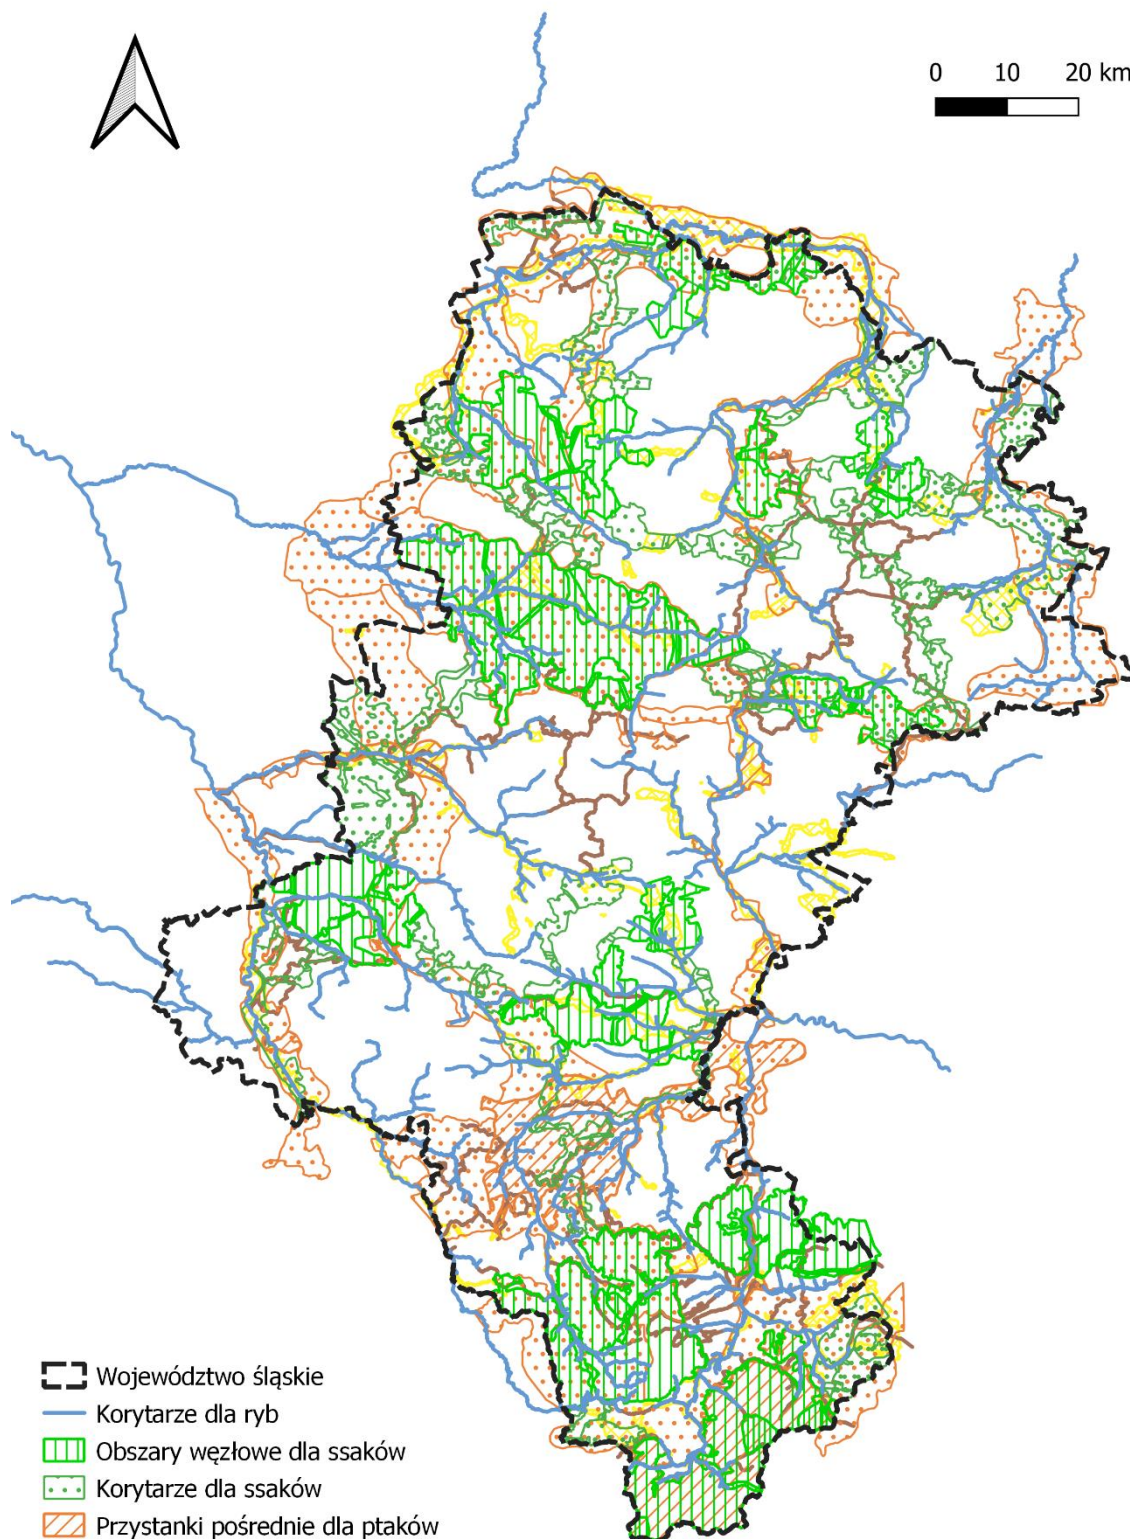 0 10 20 km
Województwo śląskie
Korytarze dla ryb
Obszary węzłowe dla ssaków
Korytarze dla ssaków
Przystanki pośrednie dla ptaków